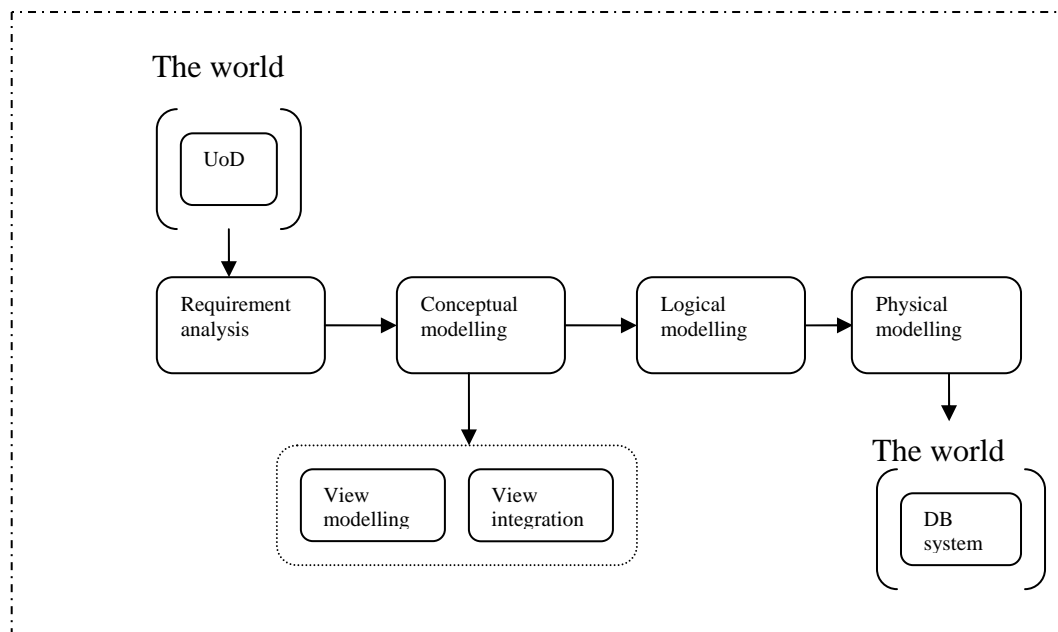 The world
UoD
Requirement
analysis
Conceptual
modelling
Logical
modelling
Physical
modelling
The world
View
modelling
View
integration
DB
system